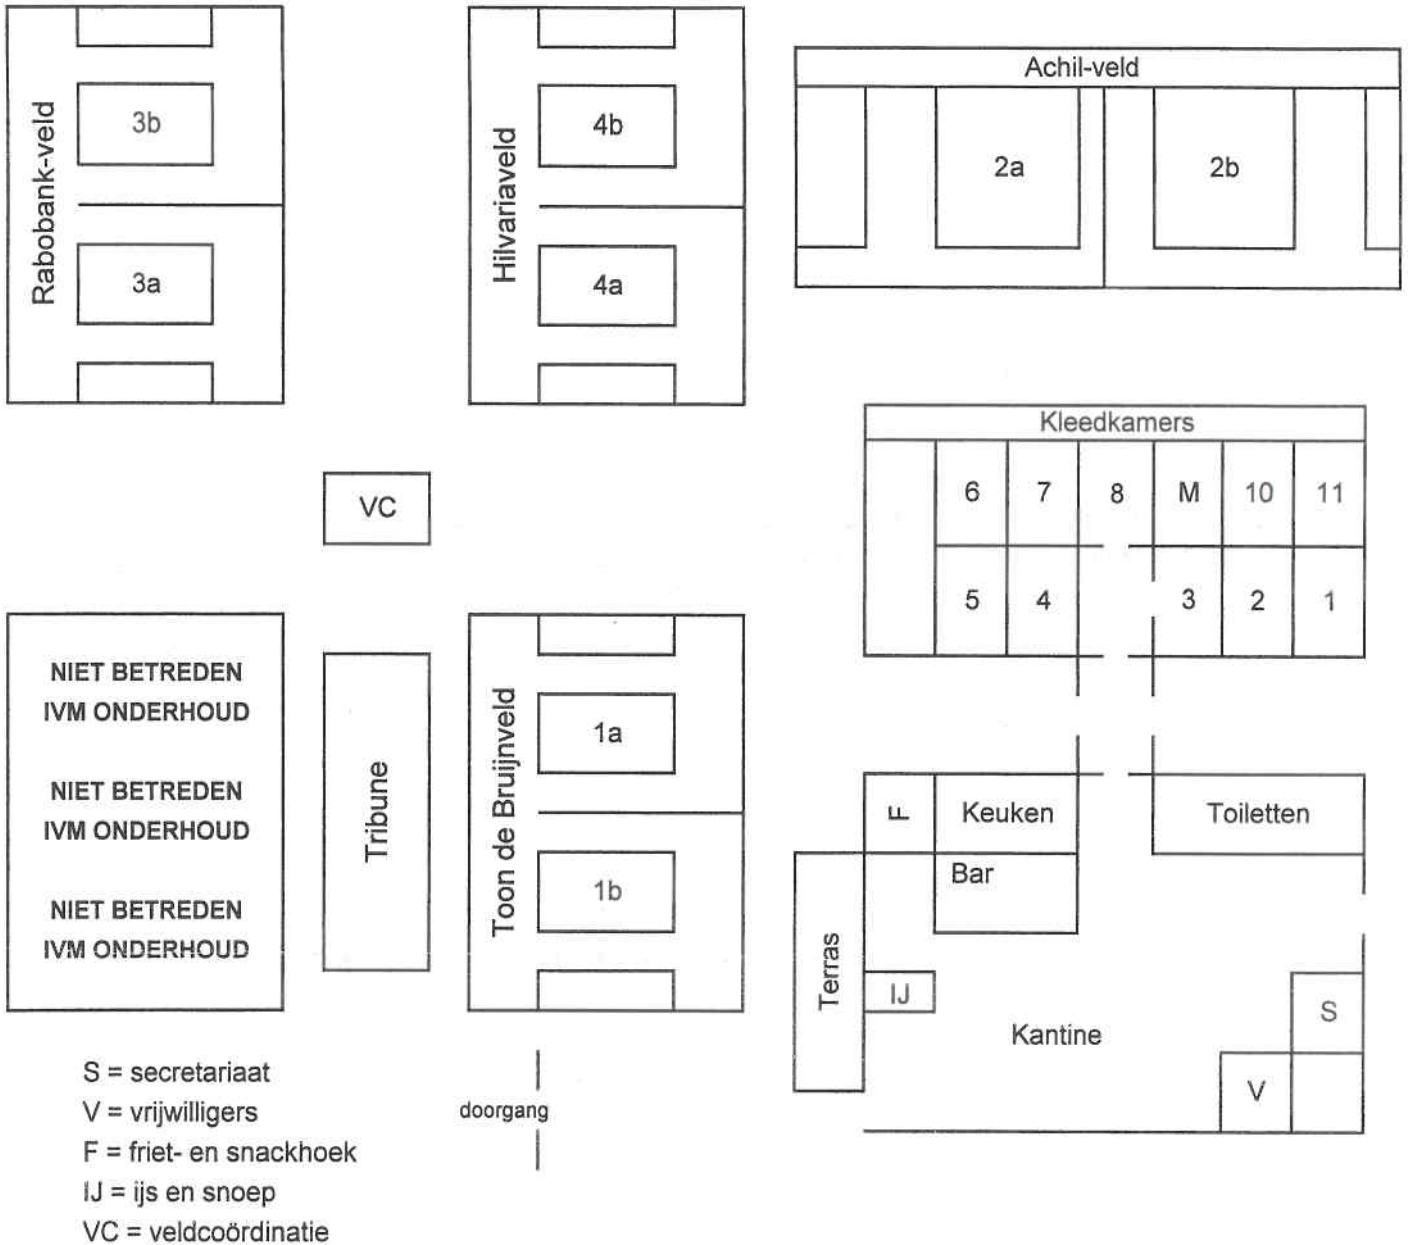 Rabobank-veld
3b
3a
Hilvariaveld
4b
4a
Achil-veld
2a
2b
VC
Kleedkamers
6 7 8 M 10 11
5 4 3 2 1
NIET BETREDEN
IVM ONDERHOUD
NIET BETREDEN
IVM ONDERHOUD
NIET BETREDEN
IVM ONDERHOUD
Tribune
Toon de Bruijnveld
1a
1b
F
Keuken
Toiletten
Bar
Terras
IJ
Kantine
S
V
S = secretariaat
V = vrijwilligers
F = friet- en snackhoek
IJ = ijs en snoep
VC = veldcoördinatie
doorgang